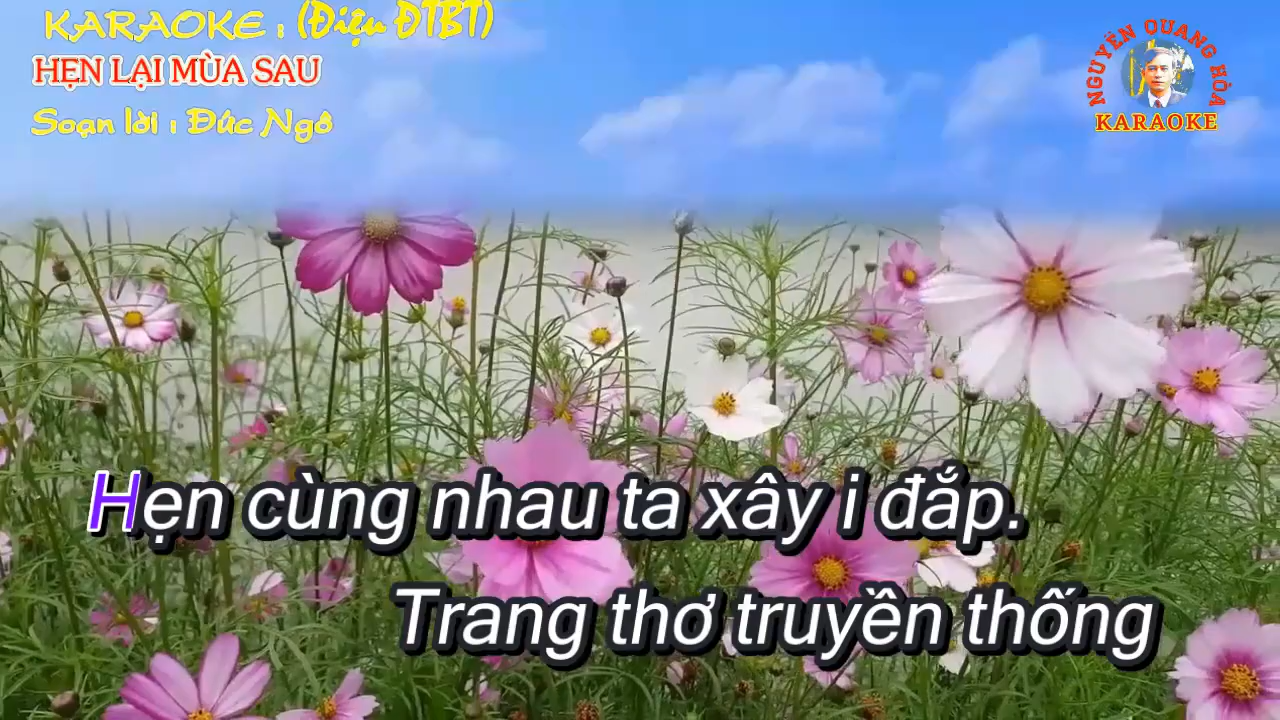 KARAOKE : (Điệu ĐTBT)
HẸN LẠI MÙA SAU
Soạn lời : Đức Ngô
NGUYỄN QUANG HÒA
KARAOKE
Hẹn cùng nhau ta xây i đắp.
Trang thơ truyền thống